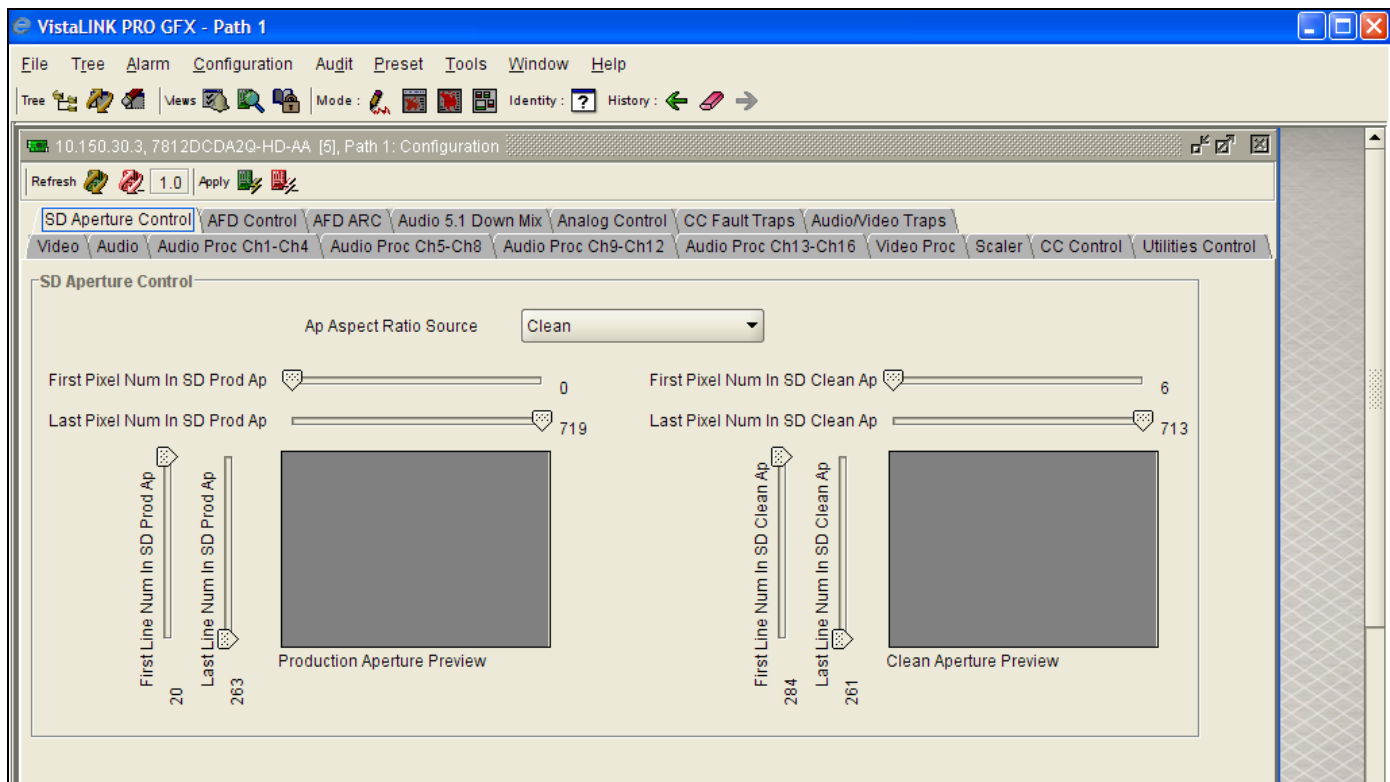 VistaLINK PRO GFX - Path 1
File Tree Alarm Configuration Audit Preset Tools Window Help
Tree Views Mode : Identity : ? History :
10.150.30.3, 7812DCDA2Q-HD-AA [5], Path 1: Configuration
Refresh 1.0 Apply
SD Aperture Control AFD Control AFD ARC Audio 5.1 Down Mix Analog Control CC Fault Traps Audio/Video Traps
Video Audio Audio Proc Ch1-Ch4 Audio Proc Ch5-Ch8 Audio Proc Ch9-Ch12 Audio Proc Ch13-Ch16 Video Proc Scaler CC Control Utilities Control
SD Aperture Control
Ap Aspect Ratio Source Clean
First Pixel Num In SD Prod Ap 0
Last Pixel Num In SD Prod Ap 719
First Line Num In SD Prod Ap 20
Last Line Num In SD Prod Ap 263
Production Aperture Preview
First Pixel Num In SD Clean Ap 6
Last Pixel Num In SD Clean Ap 713
First Line Num In SD Clean Ap 284
Last Line Num In SD Clean Ap 261
Clean Aperture Preview